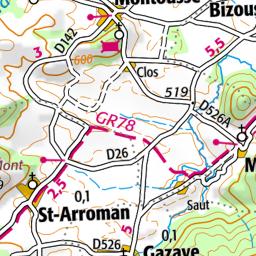 Montousse
Bizous
D142
5,5
3
608
Clos
519
D526A
GR78
D26
Mont
2,5
0,1
St-Arroman
Saut
M
5
0,1
D526
Gazave